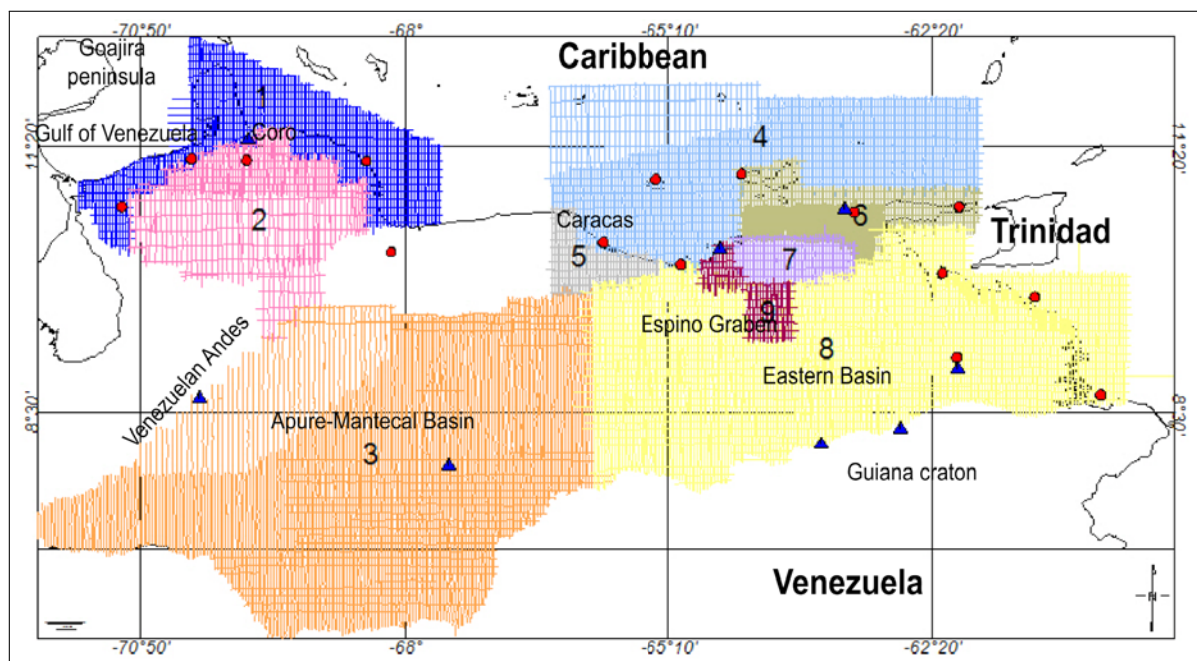 -70°50'
-68°
-65°10'
-62°20'
Goajira
peninsula
Caribbean
1
Gulf of Venezuela
Coro
11°20'
4
11°20'
2
Caracas
6
Trinidad
5
7
9
Espino Graben
8
Venezuelan Andes
Eastern Basin
8°30'
Apure-Mantecal Basin
8°30'
3
Guiana craton
Venezuela
-70°50'
-68°
-65°10'
-62°20'